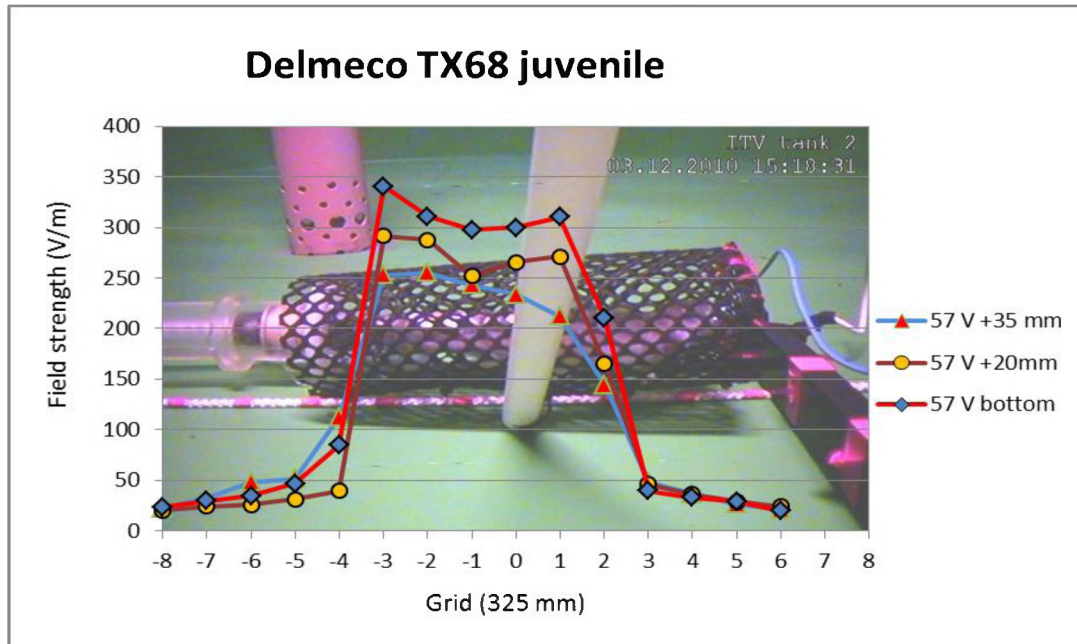 Delmeco TX68 juvenile
ITV tank 2
03.12.2010 15:18:31
Field strength (V/m)
400
350
300
250
200
150
100
50
0
-8 -7 -6 -5 -4 -3 -2 -1 0 1 2 3 4 5 6 7 8
Grid (325 mm)
57 V +35 mm
57 V +20mm
57 V bottom